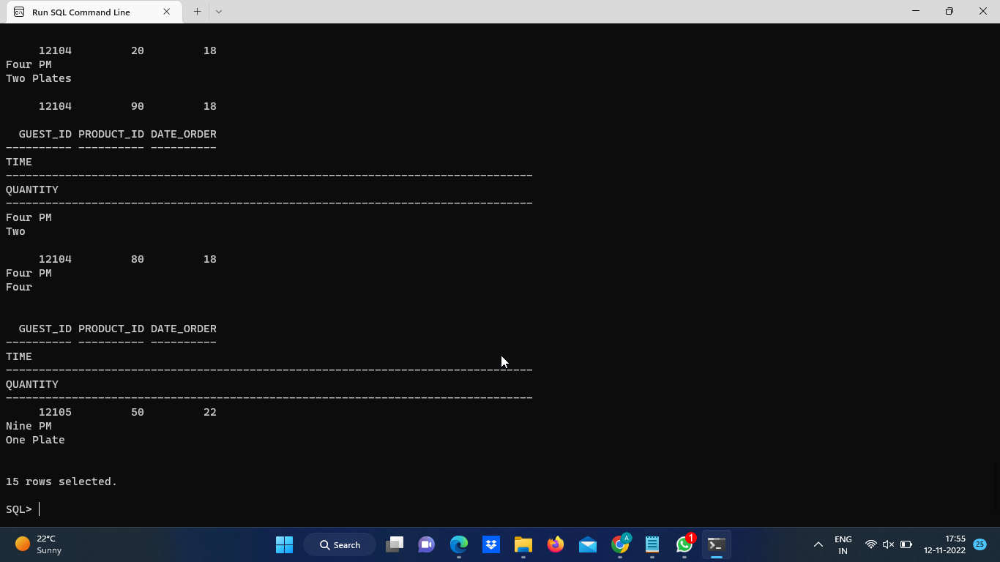 Run SQL Command Line
12104 20 18
Four PM
Two Plates
12104 90 18
GUEST_ID PRODUCT_ID DATE_ORDER
---------- ---------- ----------
TIME
--------------------------------------------------------------------------------
QUANTITY
--------------------------------------------------------------------------------
Four PM
Two
12104 80 18
Four PM
Four
GUEST_ID PRODUCT_ID DATE_ORDER
---------- ---------- ----------
TIME
--------------------------------------------------------------------------------
QUANTITY
--------------------------------------------------------------------------------
12105 50 22
Nine PM
One Plate
15 rows selected.
SQL>
22°C
Sunny
Search
A
1
ENG
IN
17:55
12-11-2022
25